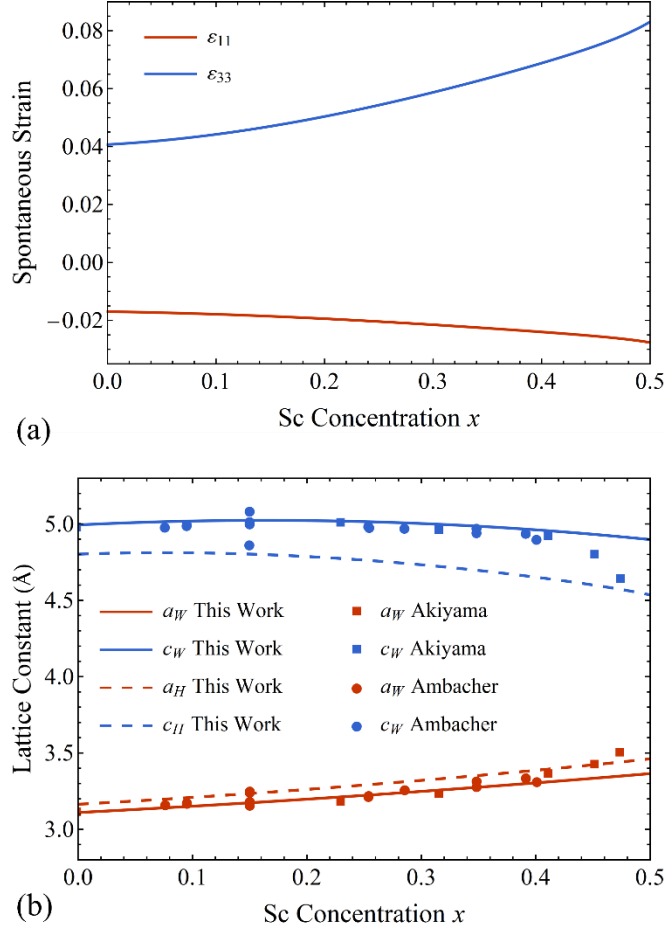 0.08
0.06
0.04
0.02
0.00
−0.02
Spontaneous Strain
ε11
ε33
0.0 0.1 0.2 0.3 0.4 0.5
Sc Concentration x
(a)
5.0
4.5
4.0
3.5
3.0
Lattice Constant (Å)
aW This Work
cW This Work
aH This Work
cH This Work
aW Akiyama
cW Akiyama
aW Ambacher
cW Ambacher
0.0 0.1 0.2 0.3 0.4 0.5
Sc Concentration x
(b)